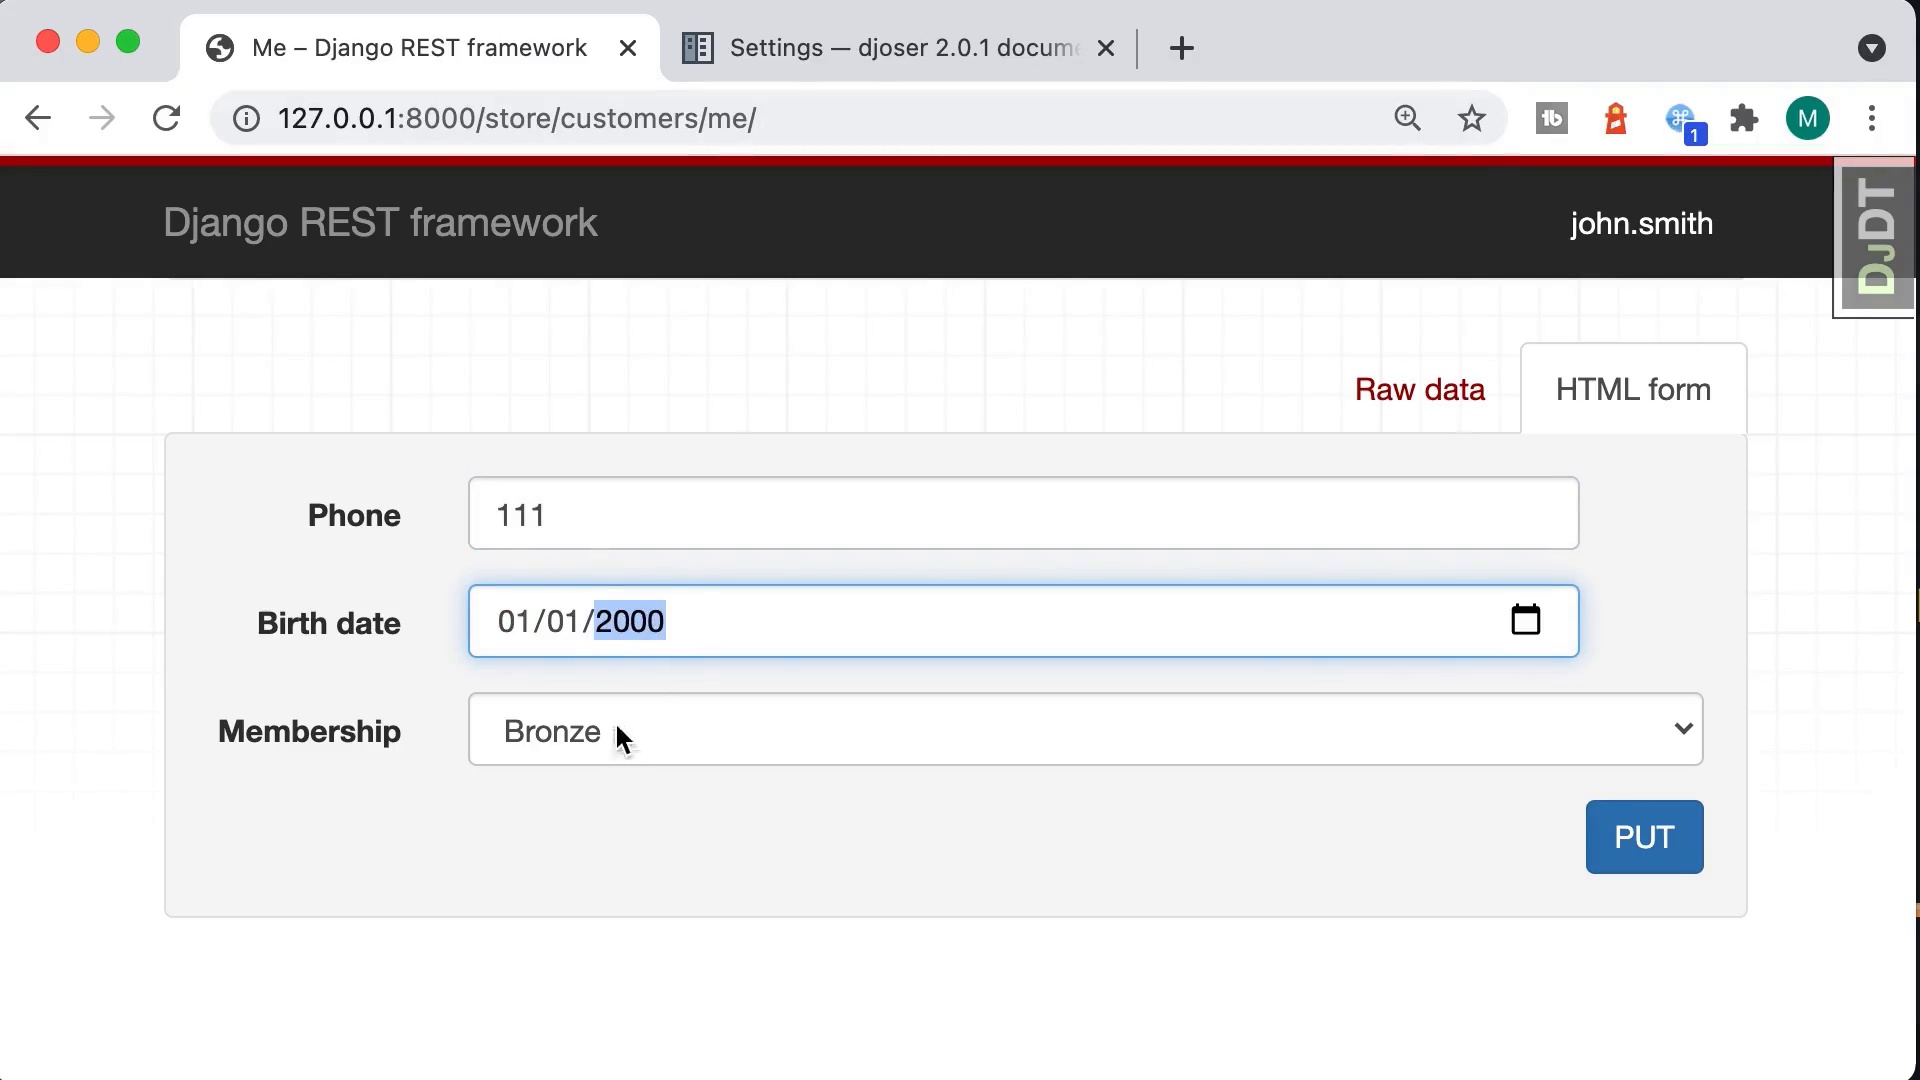 Me – Django REST framework
Settings — djoser 2.0.1 docum
127.0.0.1:8000/store/customers/me/
tb
1
M
Django REST framework
john.smith
DJDT
Raw data
HTML form
Phone
111
Birth date
01/01/2000
Membership
Bronze
PUT